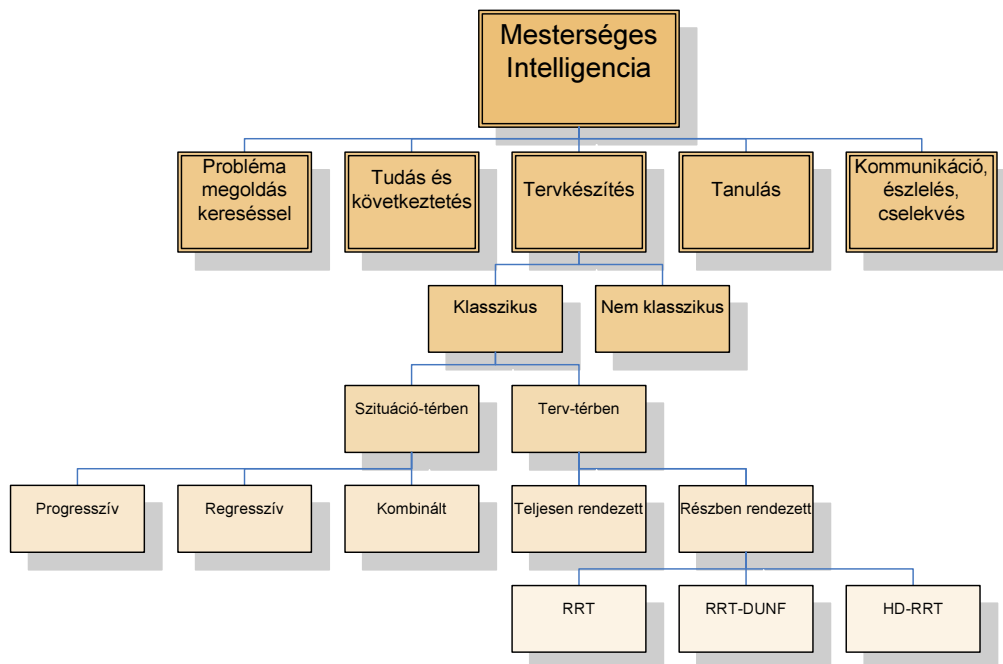 Mesterséges
Intelligencia
Probléma
megoldás
kereséssel
Tudás és
következtetés
Tervkészítés
Tanulás
Kommunikáció,
észlelés,
cselekvés
Klasszikus
Nem klasszikus
Szituáció-térben
Terv-térben
Progresszív
Regresszív
Kombinált
Teljesen rendezett
Részben rendezett
RRT
RRT-DUNF
HD-RRT